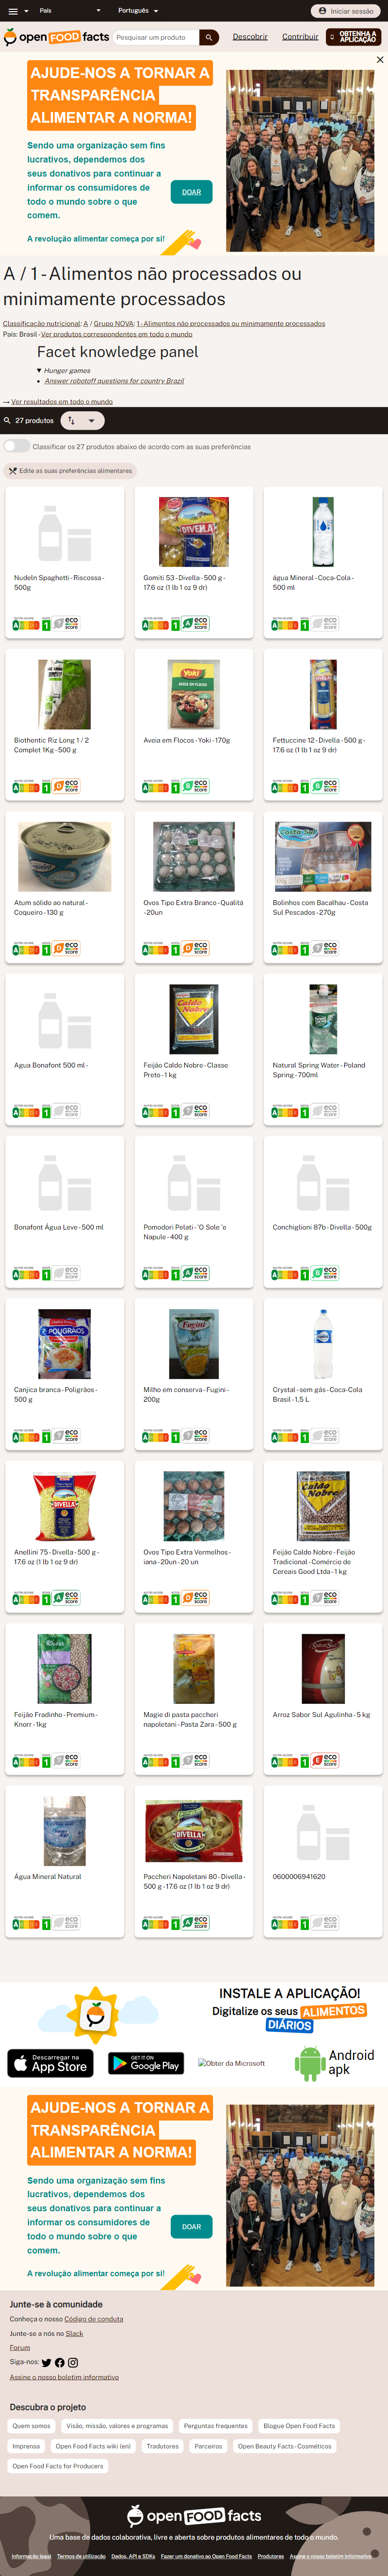 País
Português
Iniciar sessão
open FOOD facts
Pesquisar um produto
Descobrir
Contribuir
OBTENHA A APLICAÇÃO
AJUDE-NOS A TORNAR A
TRANSPARÊNCIA
ALIMENTAR A NORMA!
Sendo uma organização sem fins
lucrativos, dependemos dos
seus donativos para continuar a
informar os consumidores de
todo o mundo sobre o que
comem.
DOAR
A revolução alimentar começa por si!
A / 1 - Alimentos não processados ou
minimamente processados
Classificação nutricional: A / Grupo NOVA: 1 - Alimentos não processados ou minimamente processados
País: Brasil - Ver produtos correspondentes em todo o mundo
Facet knowledge panel
Hunger games
Answer robotoff questions for country Brazil
→ Ver resultados em todo o mundo
27 produtos
Classificar os 27 produtos abaixo de acordo com as suas preferências
Edite as suas preferências alimentares
Nudeln Spaghetti - Riscossa -
500g
Gomiti 53 - Divella - 500 g -
17.6 oz (1 lb 1 oz 9 dr)
água Mineral - Coca-Cola -
500 ml
Biothentic Riz Long 1 / 2
Complet 1Kg - 500 g
Aveia em Flocos - Yoki - 170g
Fettuccine 12 - Divella - 500 g -
17.6 oz (1 lb 1 oz 9 dr)
Atum sólido ao natural -
Coqueiro - 130 g
Ovos Tipo Extra Branco - Qualitá
- 20un
Bolinhos com Bacalhau - Costa
Sul Pescados - 270g
Agua Bonafont 500 ml -
Feijão Caldo Nobre - Classe
Preto - 1 kg
Natural Spring Water - Poland
Spring - 700ml
Bonafont Água Leve - 500 ml
Pomodori Pelati - 'O Sole 'e
Napule - 400 g
Conchiglioni 87b - Divella - 500g
Canjica branca - Poligrãos -
500 g
Milho em conserva - Fugini -
200g
Crystal - sem gás - Coca-Cola
Brasil - 1,5 L
Anellini 75 - Divella - 500 g -
17.6 oz (1 lb 1 oz 9 dr)
Ovos Tipo Extra Vermelhos -
iana - 20un - 20 un
Feijão Caldo Nobre - Feijão
Tradicional - Comércio de
Cereais Good Ltda - 1 kg
Feijão Fradinho - Premium -
Knorr - 1kg
Magie di pasta paccheri
napoletani - Pasta Zara - 500 g
Arroz Sabor Sul Agulinha - 5 kg
Água Mineral Natural
Paccheri Napoletani 80 - Divella -
500 g - 17.6 oz (1 lb 1 oz 9 dr)
0600006941620
INSTALE A APLICAÇÃO!
Digitalize os seus ALIMENTOS
DIÁRIOS
Descarregar na
App Store
GET IT ON
Google Play
Obter da Microsoft
Android
apk
AJUDE-NOS A TORNAR A
TRANSPARÊNCIA
ALIMENTAR A NORMA!
Sendo uma organização sem fins
lucrativos, dependemos dos
seus donativos para continuar a
informar os consumidores de
todo o mundo sobre o que
comem.
DOAR
A revolução alimentar começa por si!
Junte-se à comunidade
Conheça o nosso Código de conduta
Junte-se a nós no Slack
Forum
Siga-nos:
Assine o nosso boletim informativo
Descubra o projeto
Quem somos
Visão, missão, valores e programas
Perguntas frequentes
Blogue Open Food Facts
Imprensa
Open Food Facts wiki (en)
Tradutores
Parceiros
Open Beauty Facts - Cosméticos
Open Food Facts for Producers
open FOOD facts
Uma base de dados colaborativa, livre e aberta sobre produtos alimentares de todo o mundo.
Informação legal
Termos de utilização
Dados, API e SDKs
Fazer um donativo ao Open Food Facts
Produtores
Assine o nosso boletim informativo